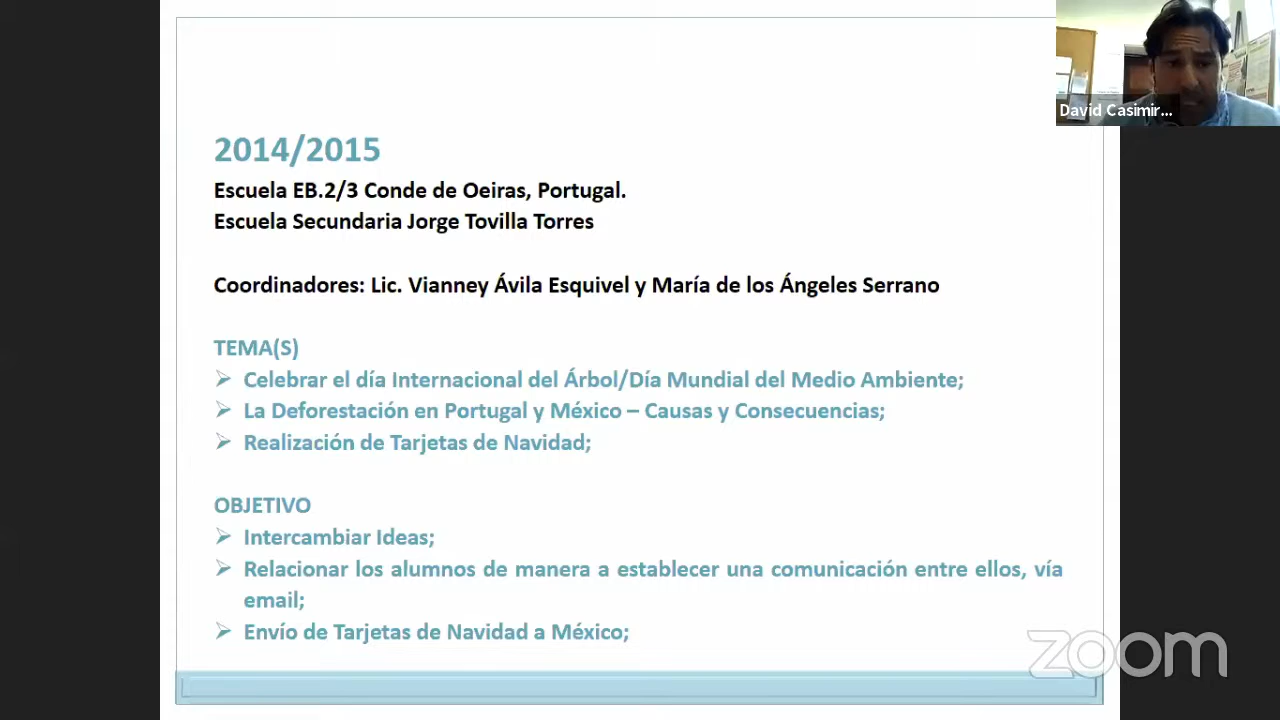 David Casimir...
2014/2015
Escuela EB.2/3 Conde de Oeiras, Portugal.
Escuela Secundaria Jorge Tovilla Torres
Coordinadores: Lic. Vianney Ávila Esquivel y María de los Ángeles Serrano
TEMA(S)
Celebrar el día Internacional del Árbol/Día Mundial del Medio Ambiente;
La Deforestación en Portugal y México – Causas y Consecuencias;
Realización de Tarjetas de Navidad;
OBJETIVO
Intercambiar Ideas;
Relacionar los alumnos de manera a establecer una comunicación entre ellos, vía
email;
Envío de Tarjetas de Navidad a México;
zoom